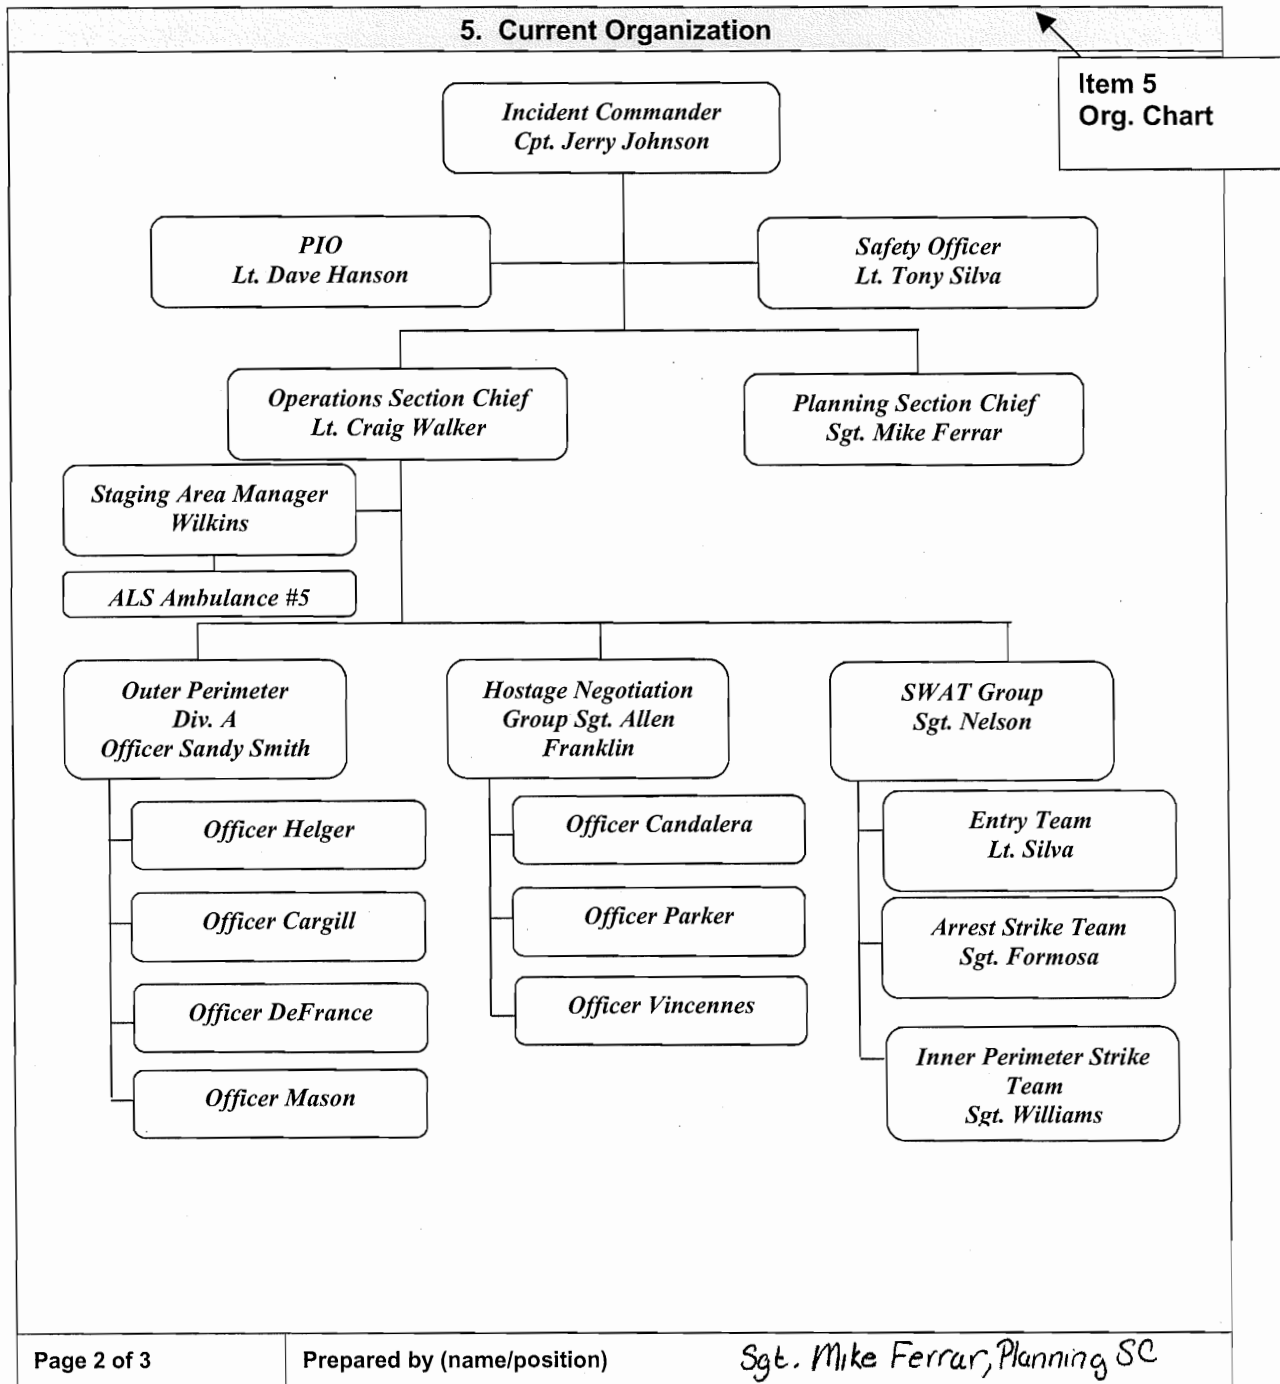 5. Current Organization
Item 5
Org. Chart
Incident Commander
Cpt. Jerry Johnson
PIO
Lt. Dave Hanson
Safety Officer
Lt. Tony Silva
Operations Section Chief
Lt. Craig Walker
Planning Section Chief
Sgt. Mike Ferrar
Staging Area Manager
Wilkins
ALS Ambulance #5
Outer Perimeter
Div. A
Officer Sandy Smith
Hostage Negotiation
Group Sgt. Allen
Franklin
SWAT Group
Sgt. Nelson
Officer Helger
Officer Cargill
Officer DeFrance
Officer Mason
Officer Candalera
Officer Parker
Officer Vincennes
Entry Team
Lt. Silva
Arrest Strike Team
Sgt. Formosa
Inner Perimeter Strike
Team
Sgt. Williams
Page 2 of 3
Prepared by (name/position)
Sgt. Mike Ferrar, Planning SC